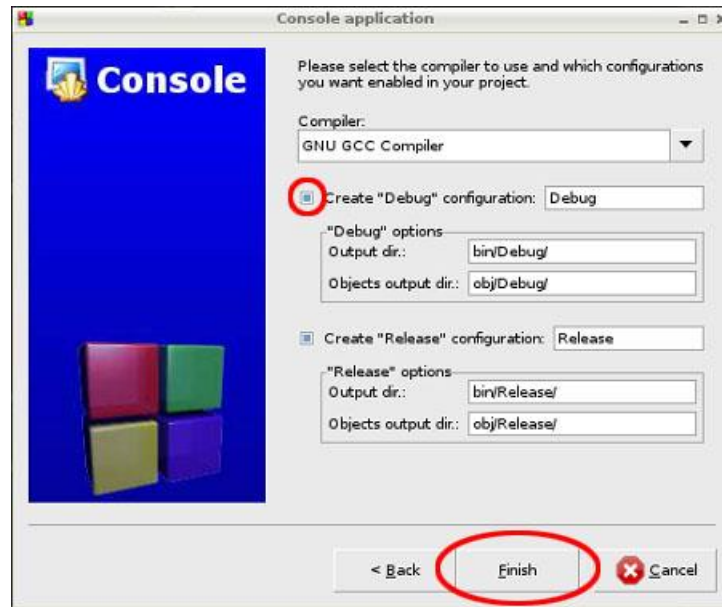 Console application
Console
Please select the compiler to use and which configurations
you want enabled in your project.
Compiler:
GNU GCC Compiler
Create "Debug" configuration: Debug
"Debug" options
Output dir.: bin/Debug/
Objects output dir.: obj/Debug/
Create "Release" configuration: Release
"Release" options
Output dir.: bin/Release/
Objects output dir.: obj/Release/
< Back Finish Cancel